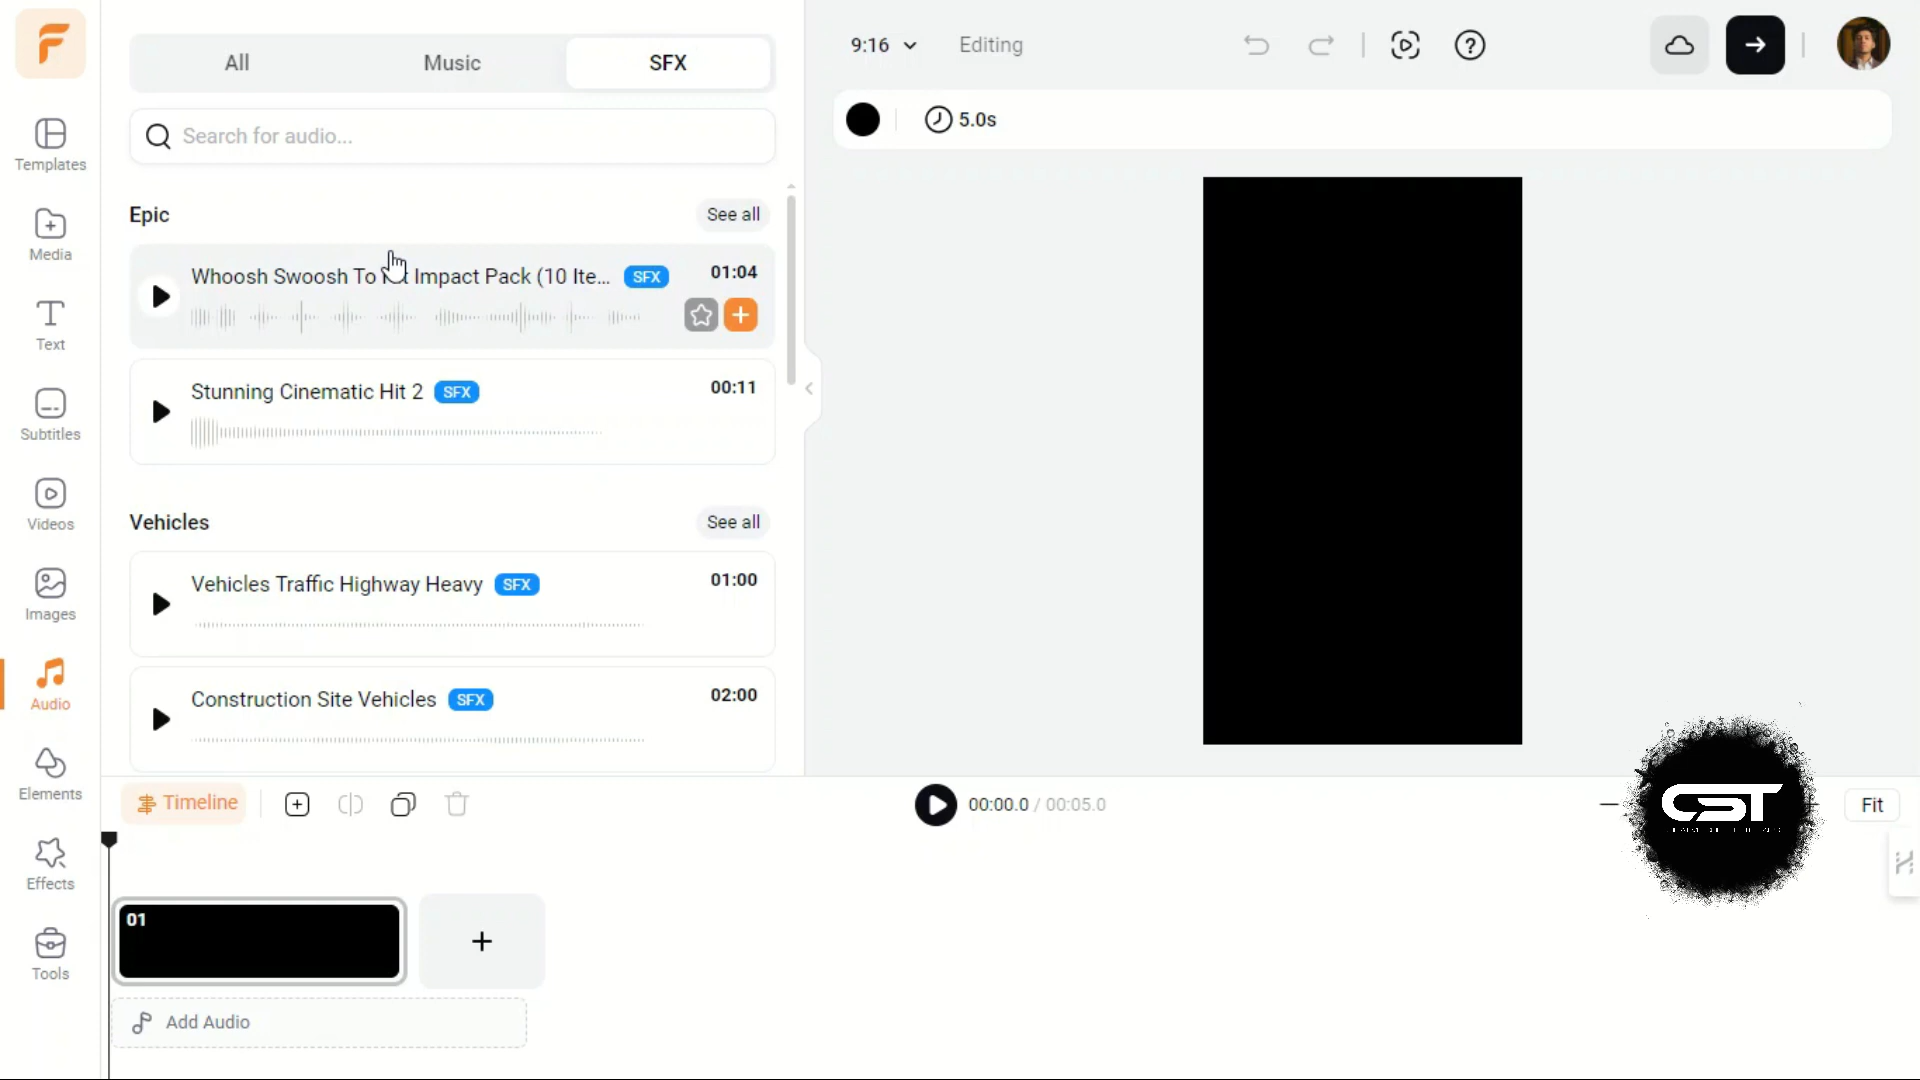 All
Music
SFX
9:16
Editing
Search for audio...
5.0s
Templates
Epic
See all
Media
Whoosh Swoosh To Impact Pack (10 Ite...
SFX
01:04
Text
Stunning Cinematic Hit 2
SFX
00:11
Subtitles
Vehicles
See all
Videos
Vehicles Traffic Highway Heavy
SFX
01:00
Images
Construction Site Vehicles
SFX
02:00
Audio
Elements
Timeline
00:00.0 / 00:05.0
CST
Fit
Effects
01
Tools
Add Audio